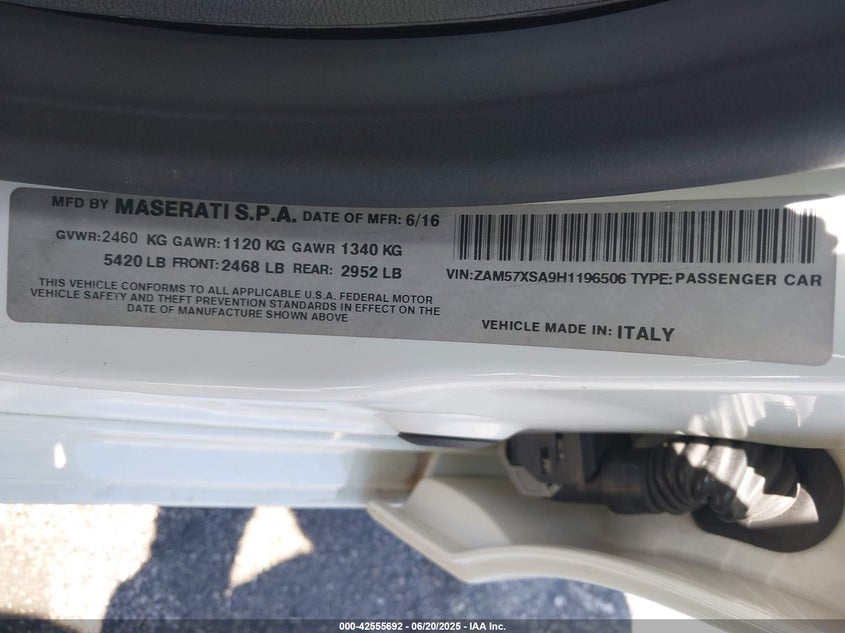 MFD BY MASERATI S.P.A. DATE OF MFR: 6/16
GVWR:2460 KG GAWR:1120 KG GAWR 1340 KG
5420 LB FRONT: 2468 LB REAR: 2952 LB
THIS VEHICLE CONFORMS TO ALL APPLICABLE U.S.A. FEDERAL MOTOR
VEHICLE SAFETY AND THEFT PREVENTION STANDARDS IN EFFECT ON THE
DATE OF MANUFACTURE SHOWN ABOVE
VIN:ZAM57XSA9H1196506 TYPE:PASSENGER CAR
VEHICLE MADE IN: ITALY
000-42555692 - 06/20/2025 - IAA Inc.